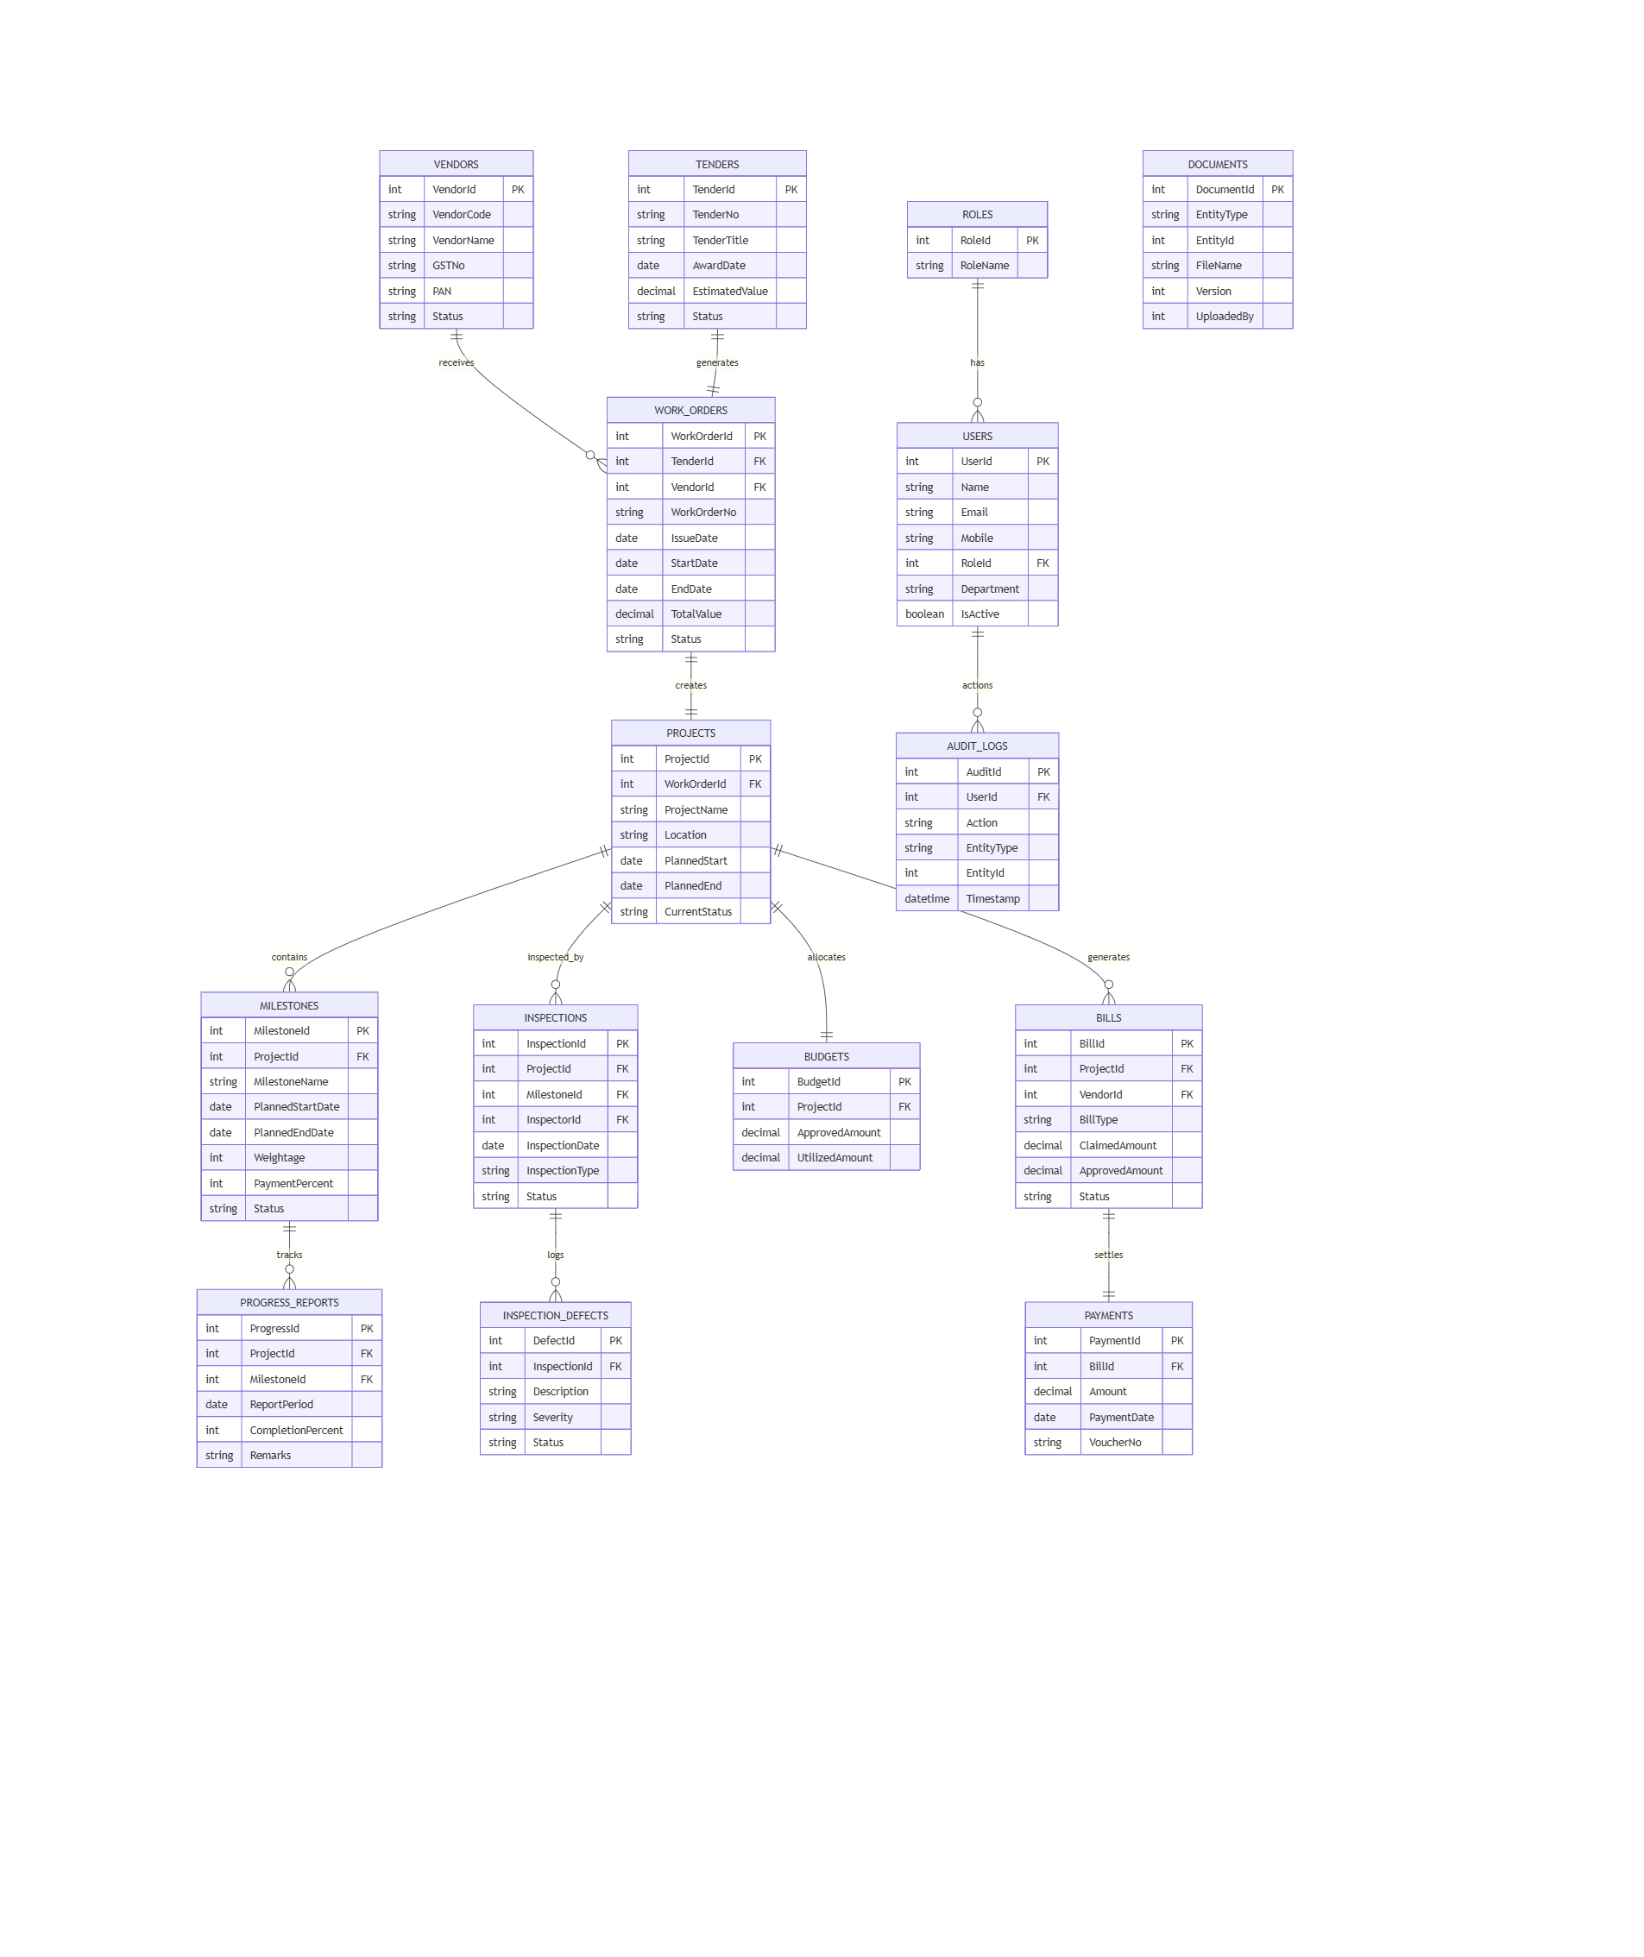 VENDORS
int VendorId PK
string VendorCode
string VendorName
string GSTNo
string PAN
string Status
TENDERS
int TenderId PK
string TenderNo
string TenderTitle
date AwardDate
decimal EstimatedValue
string Status
ROLES
int RoleId PK
string RoleName
DOCUMENTS
int DocumentId PK
string EntityType
int EntityId
string FileName
int Version
int UploadedBy
receives
generates
has
WORK_ORDERS
int WorkOrderId PK
int TenderId FK
int VendorId FK
string WorkOrderNo
date IssueDate
date StartDate
date EndDate
decimal TotalValue
string Status
USERS
int UserId PK
string Name
string Email
string Mobile
int RoleId FK
string Department
boolean IsActive
creates
actions
PROJECTS
int ProjectId PK
int WorkOrderId FK
string ProjectName
string Location
date PlannedStart
date PlannedEnd
string CurrentStatus
AUDIT_LOGS
int AuditId PK
int UserId FK
string Action
string EntityType
int EntityId
datetime Timestamp
contains
inspected_by
allocates
generates
MILESTONES
int MilestoneId PK
int ProjectId FK
string MilestoneName
date PlannedStartDate
date PlannedEndDate
int Weightage
int PaymentPercent
string Status
INSPECTIONS
int InspectionId PK
int ProjectId FK
int MilestoneId FK
int InspectorId FK
date InspectionDate
string InspectionType
string Status
BUDGETS
int BudgetId PK
int ProjectId FK
decimal ApprovedAmount
decimal UtilizedAmount
BILLS
int BillId PK
int ProjectId FK
int VendorId FK
string BillType
decimal ClaimedAmount
decimal ApprovedAmount
string Status
tracks
logs
settles
PROGRESS_REPORTS
int ProgressId PK
int ProjectId FK
int MilestoneId FK
date ReportPeriod
int CompletionPercent
string Remarks
INSPECTION_DEFECTS
int DefectId PK
int InspectionId FK
string Description
string Severity
string Status
PAYMENTS
int PaymentId PK
int BillId FK
decimal Amount
date PaymentDate
string VoucherNo